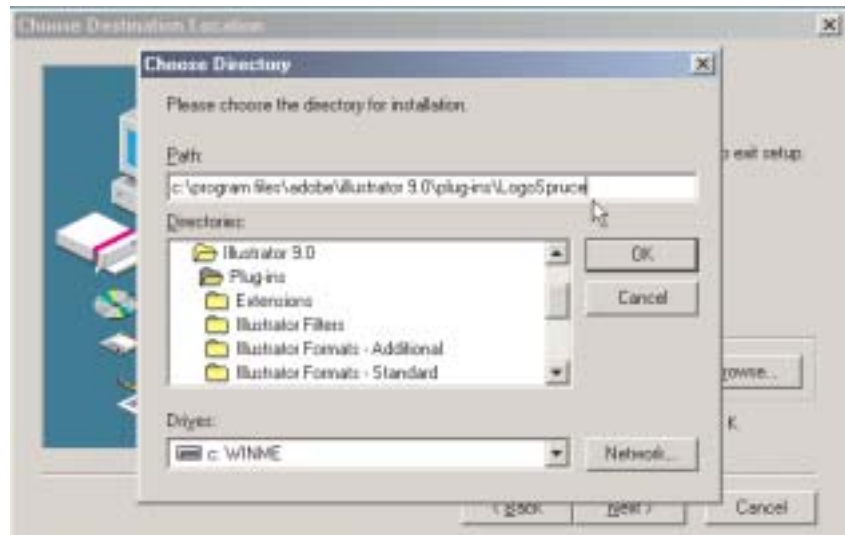 Choose Destination Location
Choose Directory
Please choose the directory for installation.
exit setup.
Path:
c:\program files\adobe\illustrator 9.0\plug-ins\LogoSpruce
Directories:
Illustrator 9.0
Plug-ins
Extensions
Illustrator Filters
Illustrator Formats - Additional
Illustrator Formats - Standard
OK
Cancel
rowse...
Drives:
K
c: WINME
Network...
< Back
Next >
Cancel